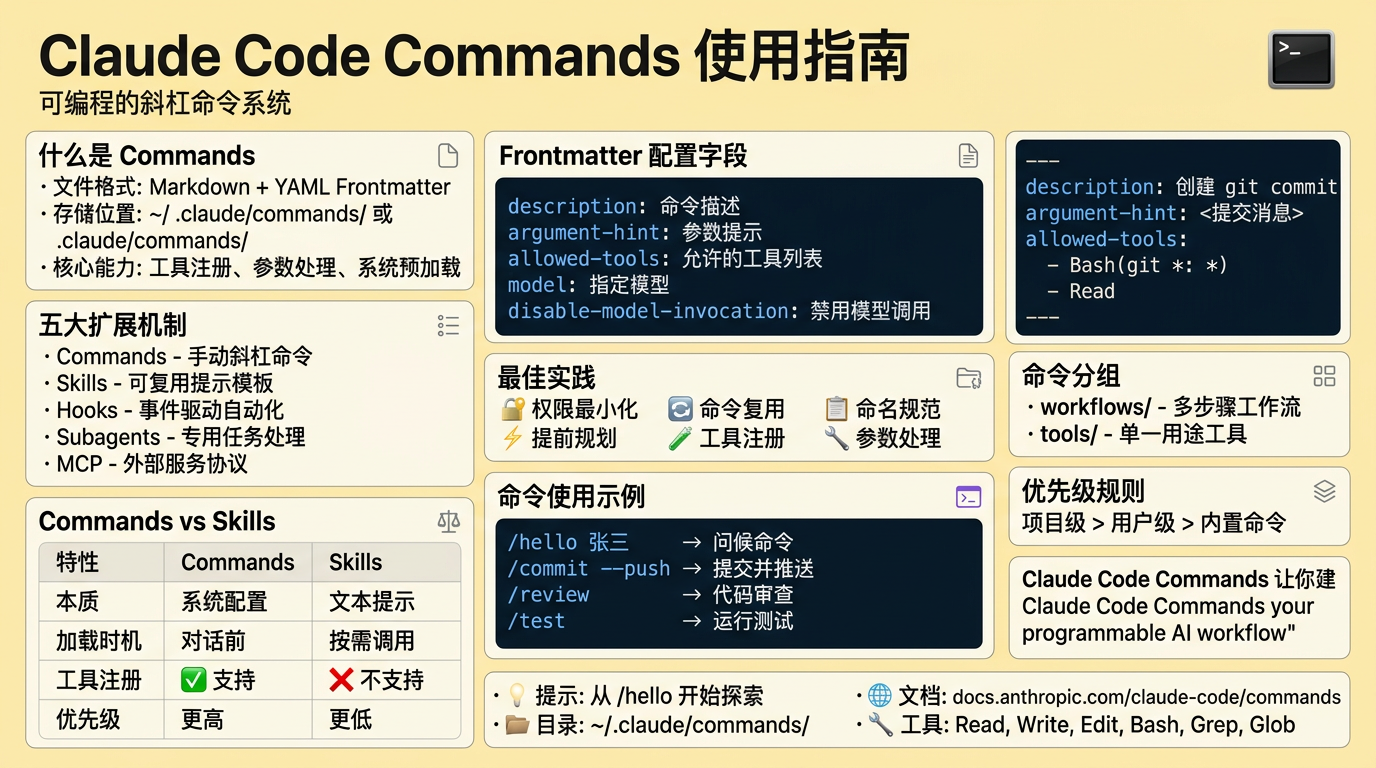 Claude Code Commands 使用指南
可编程的斜杠命令系统
>_
什么是 Commands
· 文件格式: Markdown + YAML Frontmatter
· 存储位置: ~/ .claude/commands/ 或
.claude/commands/
· 核心能力: 工具注册、参数处理、系统预加载
五大扩展机制
· Commands - 手动斜杠命令
· Skills - 可复用提示模板
· Hooks - 事件驱动自动化
· Subagents - 专用任务处理
· MCP - 外部服务协议
Commands vs Skills
特性 Commands Skills
本质 系统配置 文本提示
加载时机 对话前 按需调用
工具注册 ✅ 支持 ❌ 不支持
优先级 更高 更低
Frontmatter 配置字段
description: 命令描述
argument-hint: 参数提示
allowed-tools: 允许的工具列表
model: 指定模型
disable-model-invocation: 禁用模型调用
最佳实践
🔐 权限最小化 🔄 命令复用 📋 命名规范
⚡ 提前规划 🧪 工具注册 🔧 参数处理
命令使用示例
/hello 张三 → 问候命令
/commit --push → 提交并推送
/review → 代码审查
/test → 运行测试
---
description: 创建 git commit
argument-hint: <提交消息>
allowed-tools:
- Bash(git *: *)
- Read
---
命令分组
· workflows/ - 多步骤工作流
· tools/ - 单一用途工具
优先级规则
项目级 > 用户级 > 内置命令
Claude Code Commands 让你建
Claude Code Commands your
programmable AI workflow"
· 💡 提示: 从 /hello 开始探索
· 📁 目录: ~/.claude/commands/
· 🌐 文档: docs.anthropic.com/claude-code/commands
· 🔧 工具: Read, Write, Edit, Bash, Grep, Glob